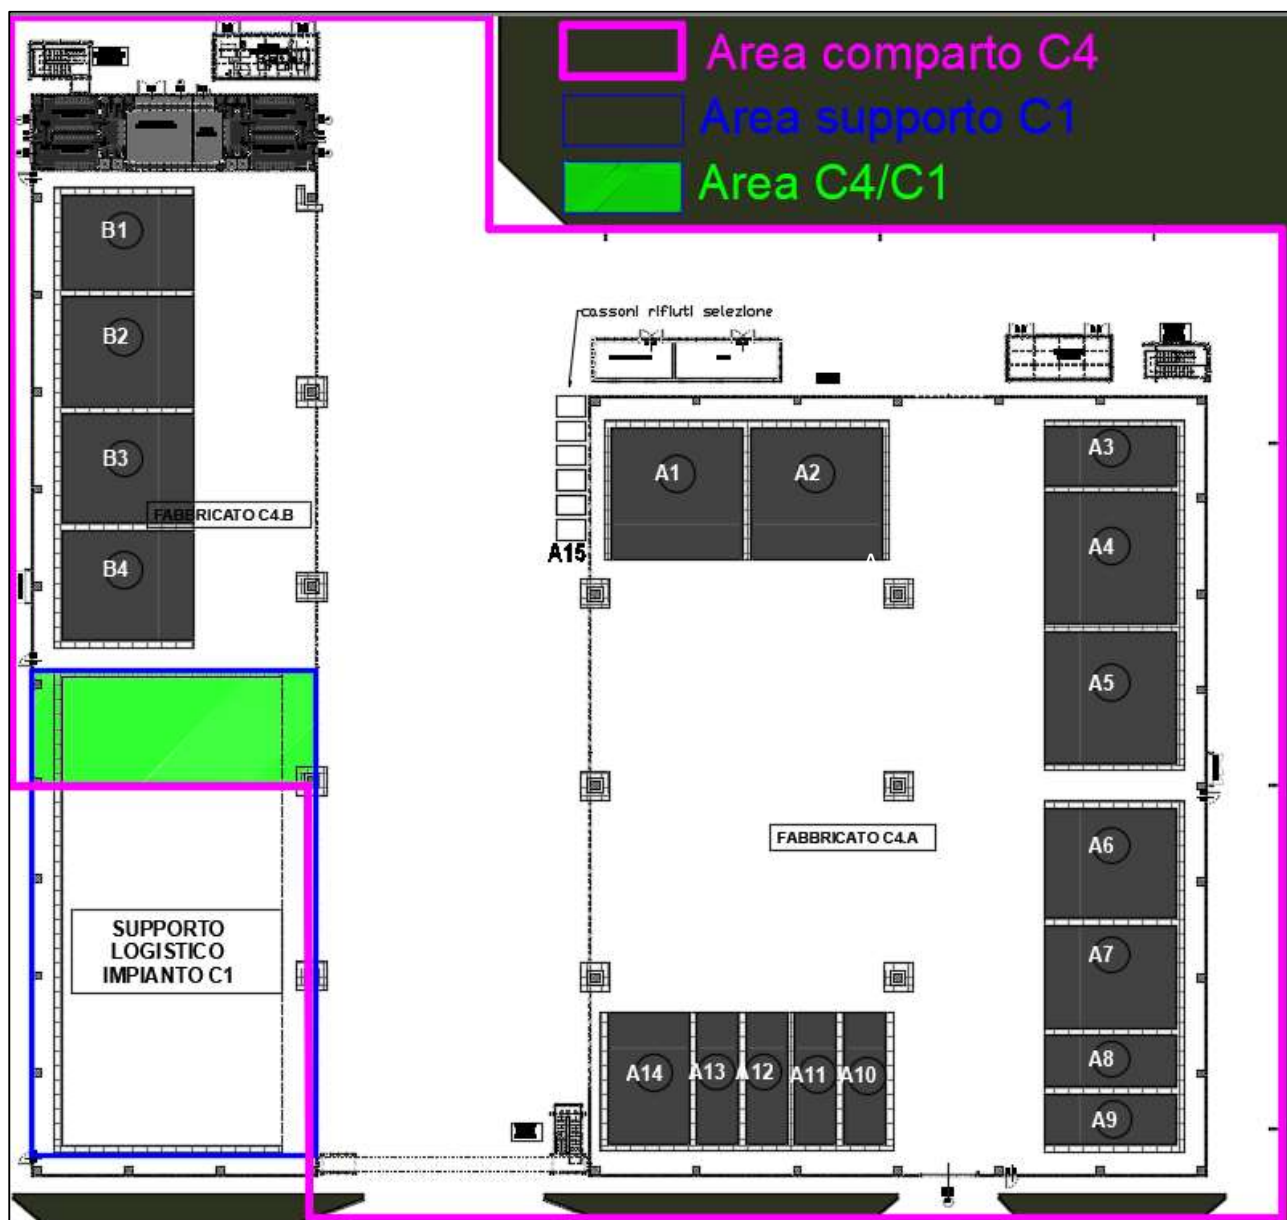 Area comparto C4
Area supporto C1
Area C4/C1
B1
B2
B3
FABBRICATO C4.B
B4
cassoni rifiuti selezione
A1
A2
A3
A4
A15
A
A5
FABBRICATO C4.A
A6
A7
A8
A9
SUPPORTO
LOGISTICO
IMPIANTO C1
A14
A13
A12
A11
A10